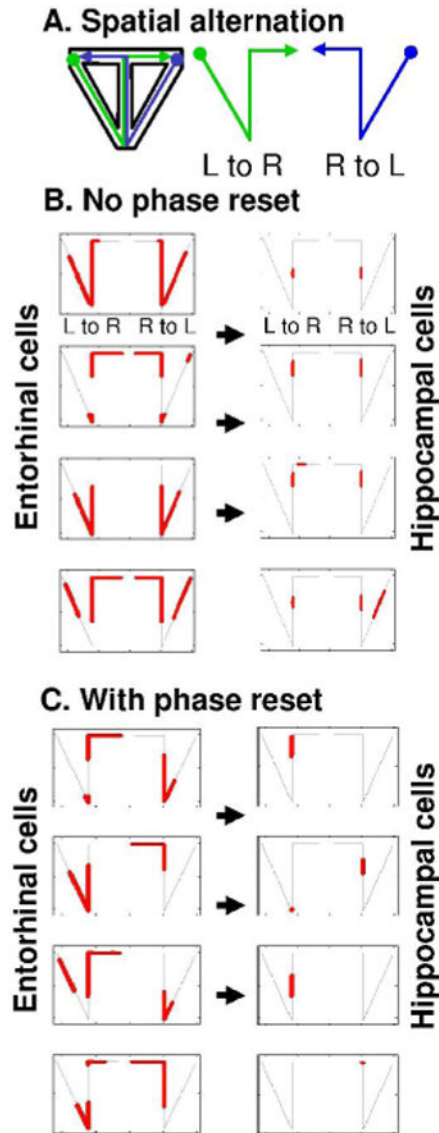 A. Spatial alternation
L to R R to L
B. No phase reset
Entorhinal cells
L to R R to L
L to R R to L
Hippocampal cells
C. With phase reset
Entorhinal cells
Hippocampal cells